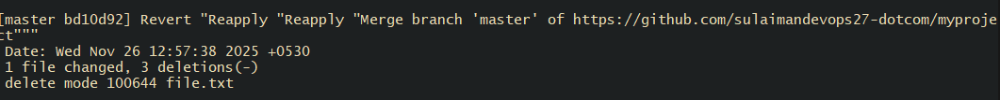 [master bd10d92] Revert "Reapply "Reapply "Merge branch 'master' of https://github.com/sulaimandevops27-dotcom/myproje
ct"""
Date: Wed Nov 26 12:57:38 2025 +0530
1 file changed, 3 deletions(-)
delete mode 100644 file.txt